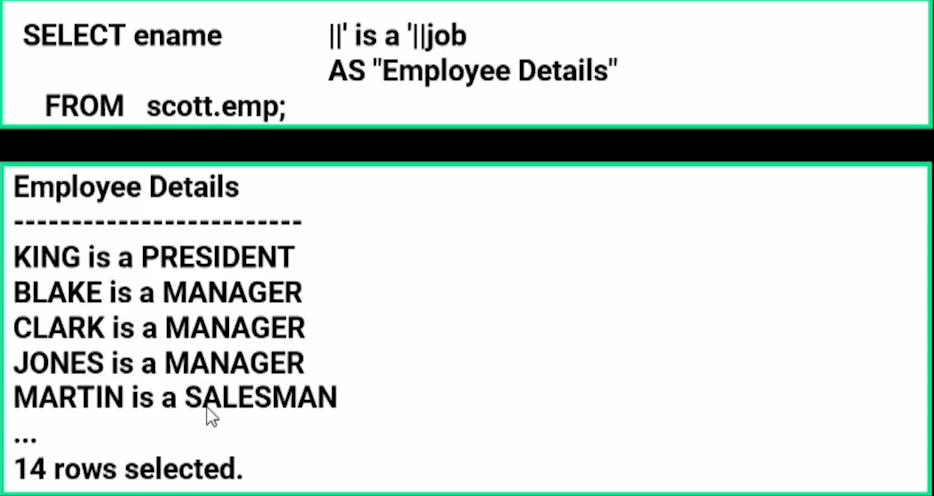 SELECT ename ||' is a '||job
AS "Employee Details"
FROM scott.emp;
Employee Details
-------------------------
KING is a PRESIDENT
BLAKE is a MANAGER
CLARK is a MANAGER
JONES is a MANAGER
MARTIN is a SALESMAN
...
14 rows selected.